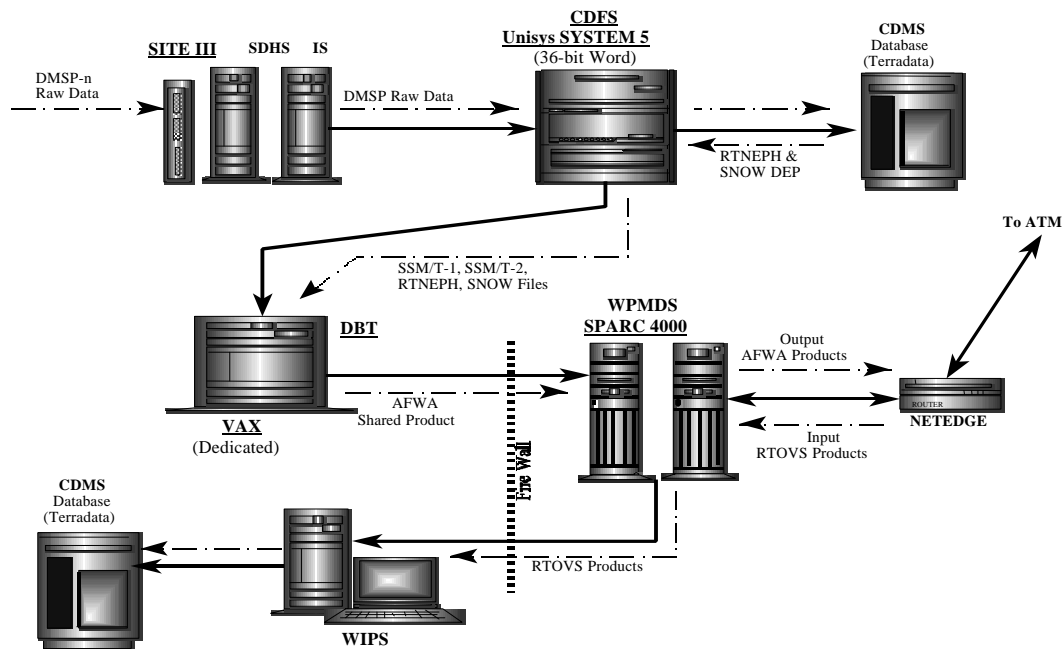 CDFS
Unisys SYSTEM 5
(36-bit Word)
SITE III
SDHS
IS
CDMS
Database
(Terradata)
DMSP-n
Raw Data
DMSP Raw Data
RTNEPH &
SNOW DEP
To ATM
SSM/T-1, SSM/T-2,
RTNEPH, SNOW Files
DBT
WPMDS
SPARC 4000
Output
AFWA Products
AFWA
Shared Product
VAX
(Dedicated)
ROUTER
NETEDGE
Input
RTOVS Products
Fire Wall
CDMS
Database
(Terradata)
RTOVS Products
WIPS